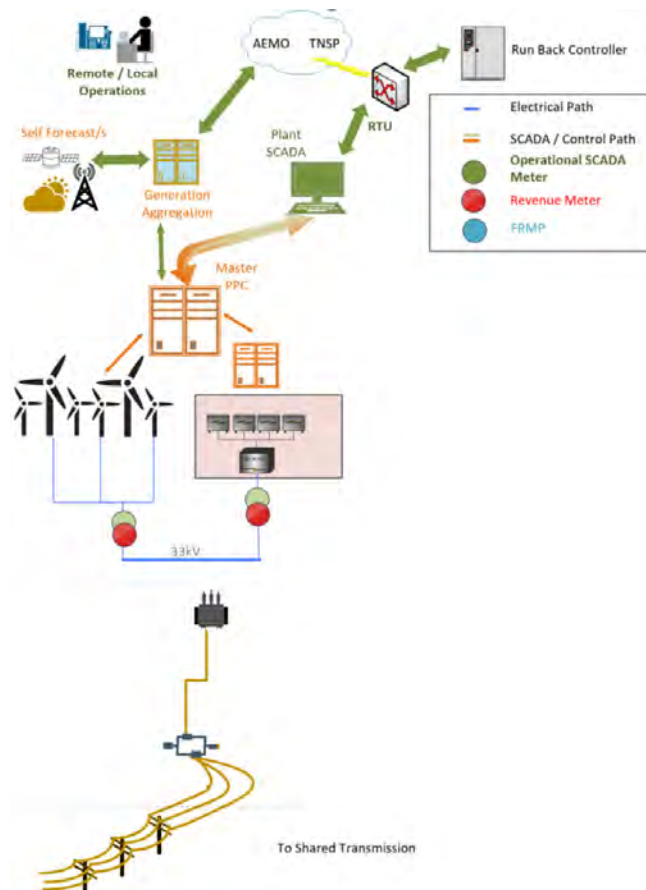 AEMO TNSP
Run Back Controller
Remote / Local
Operations
RTU
Electrical Path
SCADA / Control Path
Operational SCADA
Meter
Revenue Meter
FRMP
Self Forecast/s
Plant
SCADA
Generation
Aggregation
Master
PPC
33kV
To Shared Transmission